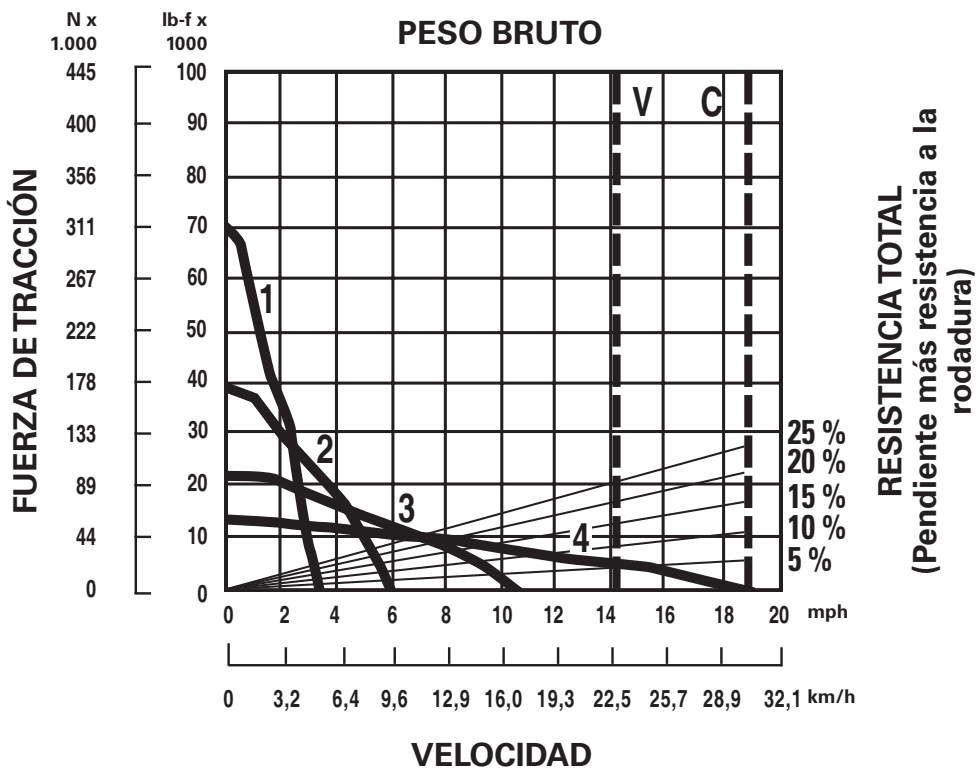 PESO BRUTO
N x
1.000
lb-f x
1000
445
400
356
311
267
222
178
133
89
44
0
100
90
80
70
60
50
40
30
20
10
0
FUERZA DE TRACCIÓN
V
C
1
2
3
4
25 %
20 %
15 %
10 %
5 %
RESISTENCIA TOTAL
(Pendiente más resistencia a la
rodadura)
0 2 4 6 8 10 12 14 16 18 20 mph
0 3,2 6,4 9,6 12,9 16,0 19,3 22,5 25,7 28,9 32,1 km/h
VELOCIDAD